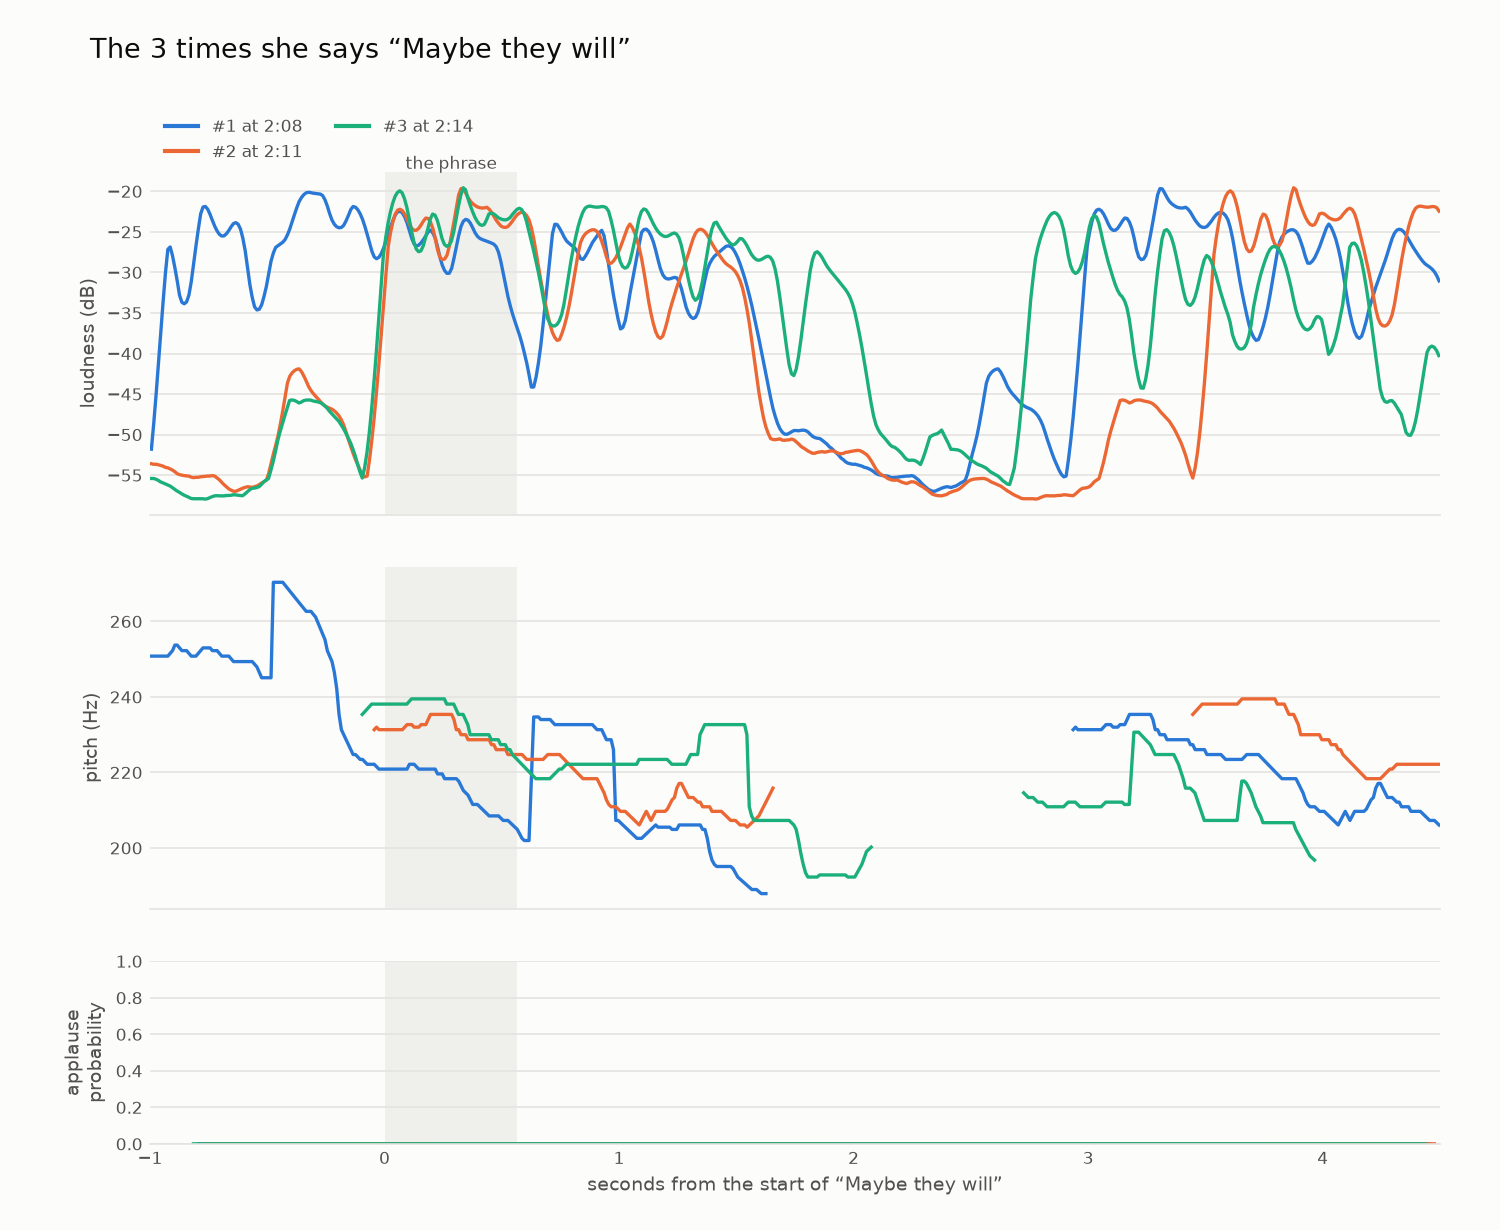 The 3 times she says “Maybe they will”
#1 at 2:08
#3 at 2:14
#2 at 2:11
the phrase
−20
−25
−30
−35
−40
−45
−50
−55
loudness (dB)
260
240
220
200
pitch (Hz)
1.0
0.8
0.6
0.4
0.2
0.0
applause
probability
−1
0
1
2
3
4
seconds from the start of “Maybe they will”